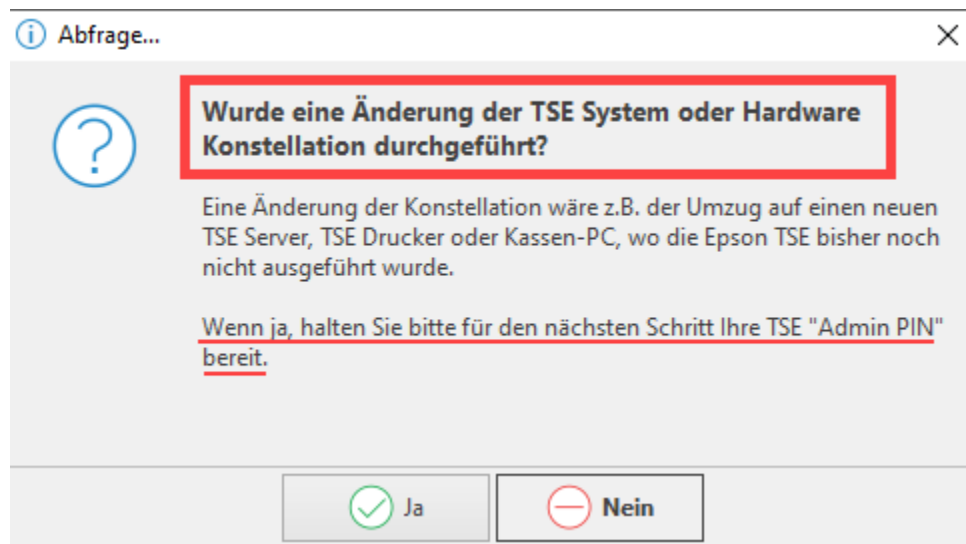 Abfrage...
Wurde eine Änderung der TSE System oder Hardware
Konstellation durchgeführt?
Eine Änderung der Konstellation wäre z.B. der Umzug auf einen neuen
TSE Server, TSE Drucker oder Kassen-PC, wo die Epson TSE bisher noch
nicht ausgeführt wurde.
Wenn ja, halten Sie bitte für den nächsten Schritt Ihre TSE "Admin PIN"
bereit.
Ja
Nein